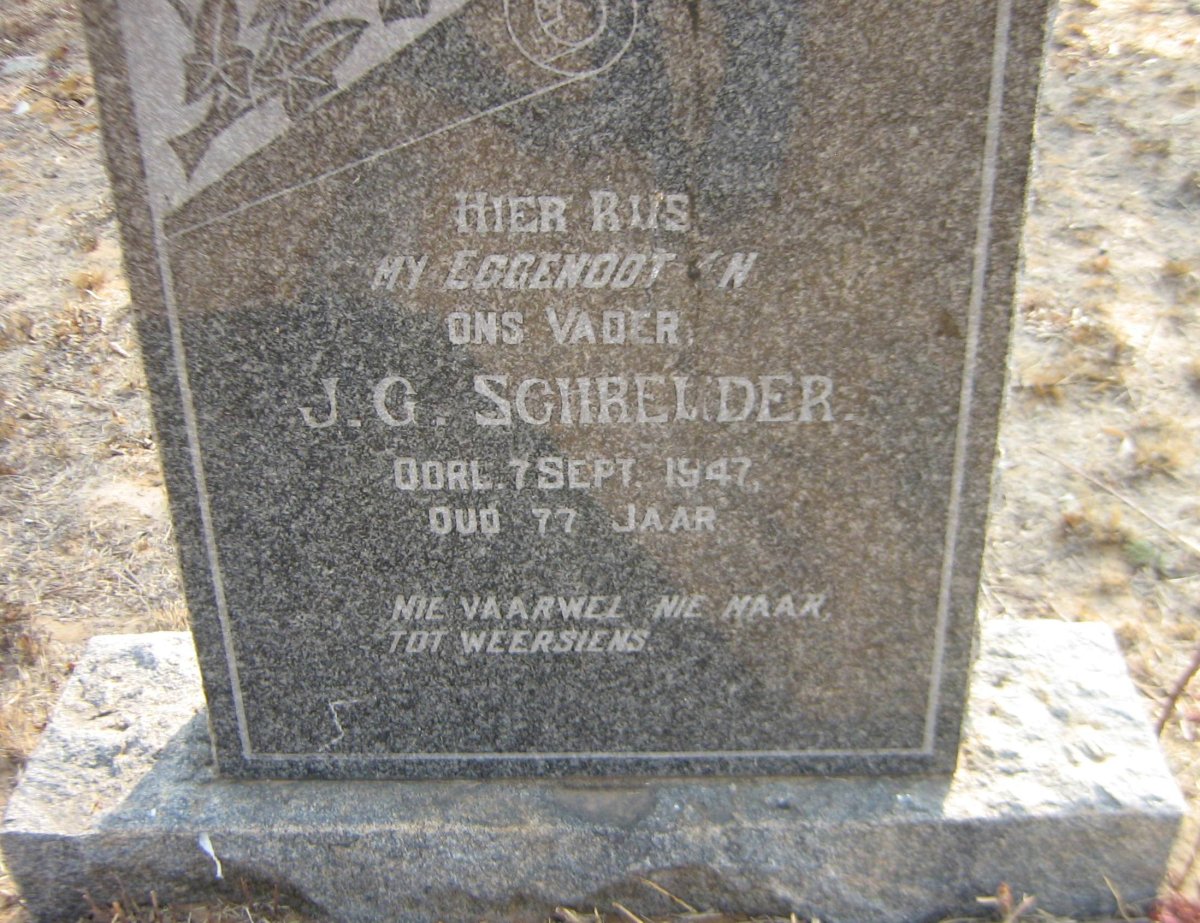 HIER RUS
MY EGGENOOT EN
ONS VADER
J. G. SCHREUDER.
OORL. 7 SEPT. 1947.
OUD 77 JAAR
NIE VAARWEL NIE MAAR
TOT WEERSIENS.